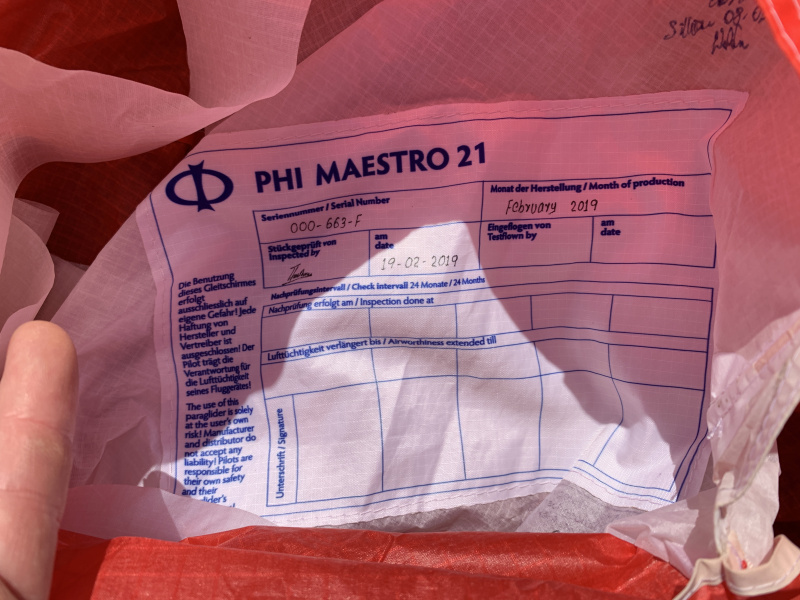 PHI MAESTRO 21
Seriennummer / Serial Number
000-663-F
Monat der Herstellung / Month of production
February 2019
Stückgeprüft von
Inspected by
am
date
19-02-2019
Eingeflogen von
Testflown by
am
date
Nachprüfungsintervall / Check intervall 24 Monate / 24 Months
Nachprüfung erfolgt am / Inspection done at
Lufttüchtigkeit verlängert bis / Airworthiness extended till
Unterschrift / Signature
Die Benutzung
dieses Gleitschirmes
erfolgt
ausschliesslich auf
eigene Gefahr! Jede
Haftung von
Hersteller und
Vertreiber ist
ausgeschlossen! Der
Pilot trägt die
Verantwortung für
die Lufttüchtigkeit
seines Fluggerätes!
The use of this
paraglider is solely
at the user's own
risk! Manufacturer
and distributor do
not accept any
liability! Pilots are
responsible for
their own safety
and their